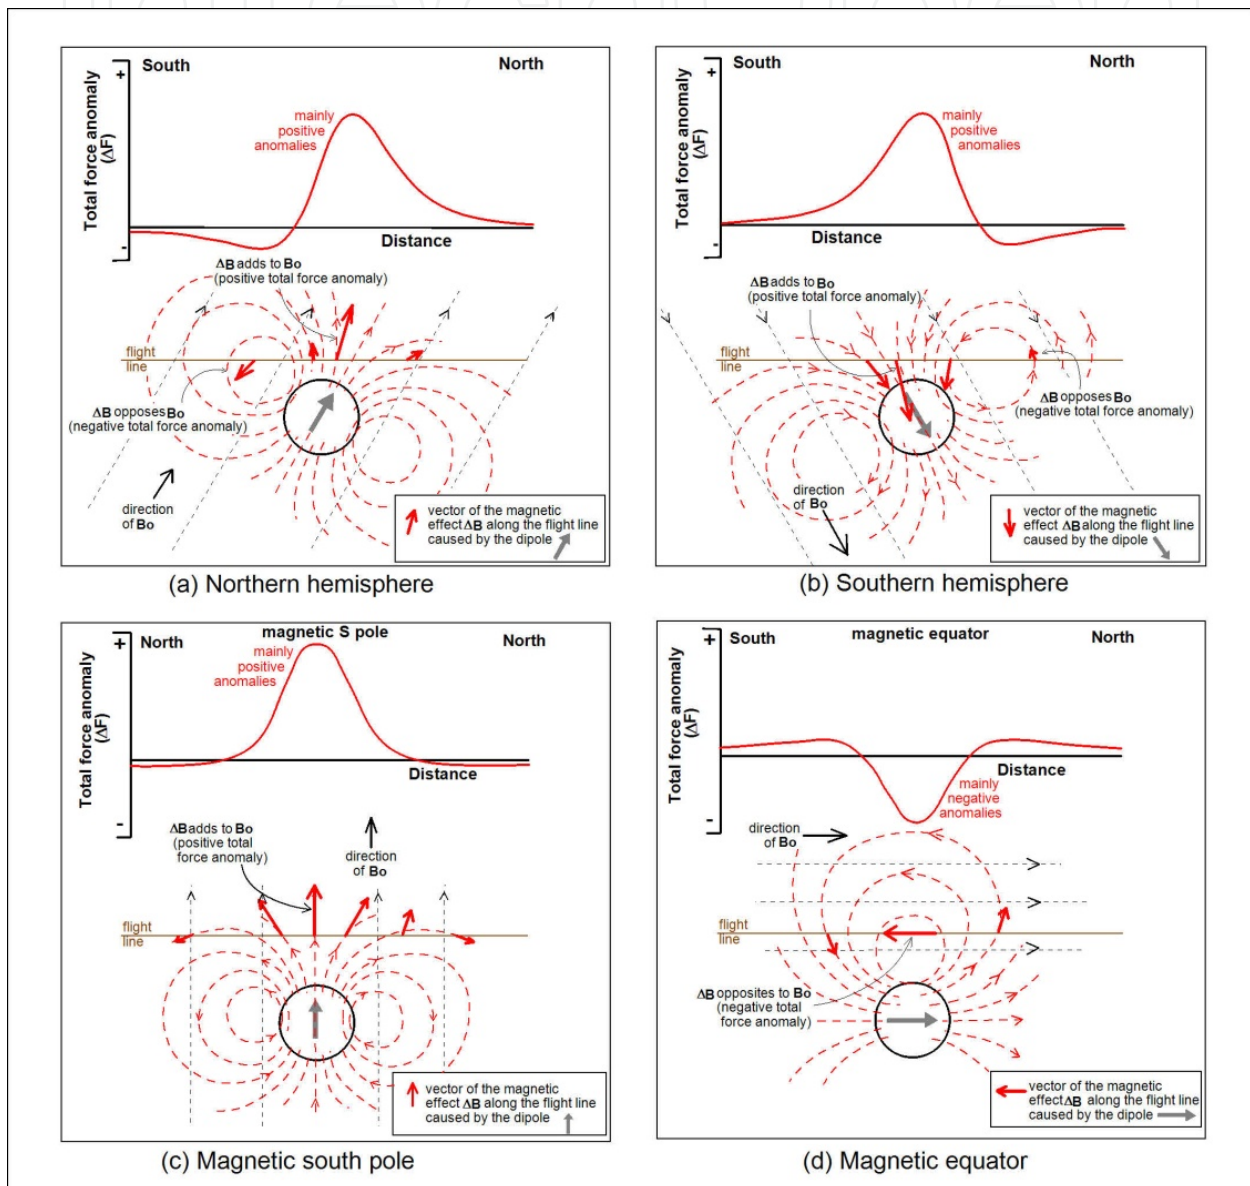 South
North
+
Total force anomaly
(ΔF)
-
mainly
positive
anomalies
Distance
ΔB adds to Bo
(positive total force anomaly)
flight
line
ΔB opposes Bo
(negative total force anomaly)
direction
of Bo
vector of the magnetic
effect ΔB along the flight line
caused by the dipole
(a) Northern hemisphere
South
North
+
Total force anomaly
(ΔF)
-
mainly
positive
anomalies
Distance
ΔB adds to Bo
(positive total force anomaly)
flight
line
ΔB opposes Bo
(negative total force anomaly)
direction
of Bo
vector of the magnetic
effect ΔB along the flight line
caused by the dipole
(b) Southern hemisphere
magnetic S pole
North
North
+
Total force anomaly
(ΔF)
-
mainly
positive
anomalies
Distance
ΔB adds to Bo
(positive total
force anomaly)
direction
of Bo
flight
line
vector of the magnetic
effect ΔB along the flight line
caused by the dipole
(c) Magnetic south pole
South
magnetic equator
North
+
Total force anomaly
(ΔF)
-
Distance
mainly
negative
anomalies
direction
of Bo
flight
line
ΔB opposites to Bo
(negative total
force anomaly)
vector of the magnetic
effect ΔB along the flight line
caused by the dipole
(d) Magnetic equator